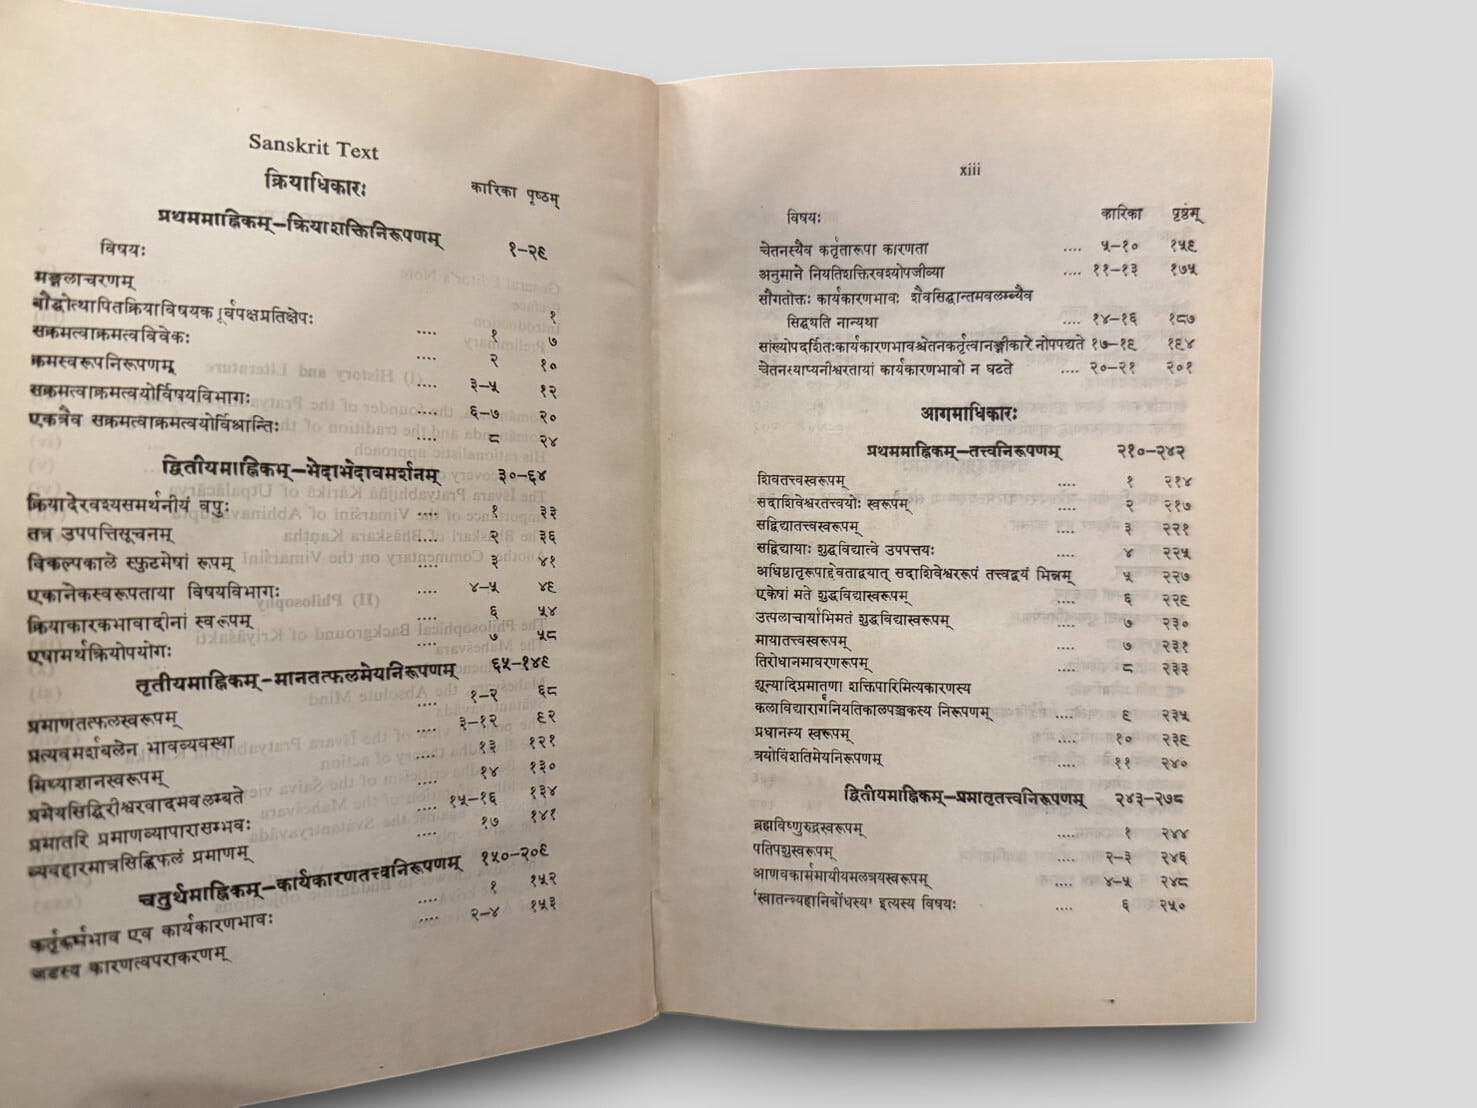 Sanskrit Text
क्रियाधिकारः
कारिका पृष्ठम्
प्रथममाह्निकम्–क्रियाशक्तिनिरूपणम् १–२९
विषयः
मङ्गलाचरणम्
बौद्धोत्थापितक्रियाविषयक पूर्वपक्षप्रतिक्षेपः १
सक्रमत्वाक्रमत्वविवेकः .... १ ७
क्रमस्वरूपनिरूपणम् .... २ १०
सक्रमत्वाक्रमत्वयोर्विषयविभागः .... ३–५ १२
एकत्रैव सक्रमत्वाक्रमत्वयोर्विश्रान्तिः .... ६–७ २०
.... ८ २४
द्वितीयमाह्निकम्–भेदाभेदावमर्शनम् ३०–६४
क्रियादेरवश्यसमर्थनीयं वपुः .... १ ३३
तत्र उपपत्तिसूचनम् .... २ ३६
विकल्पकाले स्फुटमेषां रूपम् .... ३ ४१
एकानेकस्वरूपताया विषयविभागः .... ४–५ ४९
क्रियाकारकभावादीनां स्वरूपम् .... ६ ५४
एषामर्थक्रियोपयोगः .... ७ ५८
तृतीयमाह्निकम्–मानतत्फलमेयनिरूपणम् ६५–१४९
प्रमाणतत्फलस्वरूपम् .... १–२ ६८
प्रत्यवमर्शबलेन भावव्यवस्था .... ३–१२ ९२
मिथ्याज्ञानस्वरूपम् .... १३ १२१
प्रमेयसिद्धिरीश्वरवादमवलम्बते .... १४ १३०
प्रमातरि प्रमाणव्यापारासम्भवः .... १५–१६ १३४
व्यवहारमात्रसिद्धिफलं प्रमाणम् .... १७ १४१
चतुर्थमाह्निकम्–कार्यकारणतत्त्वनिरूपणम् १५०–२०९
कर्तृकर्मभाव एव कार्यकारणभावः .... १ १५२
जडस्य कारणत्वपराकरणम् .... २–४ १५३
xiii
विषयः कारिका पृष्ठम्
चेतनस्यैव कर्तृतारूपा कारणता .... ५–१० १५९
अनुमाने नियतिशक्तिरवश्योपजीव्या .... ११–१३ १७५
सौगतोक्तः कार्यकारणभावः शैवसिद्धान्तमवलम्ब्यैव
सिद्धयति नान्यथा .... १४–१६ १८७
सांख्योपदर्शितःकार्यकारणभावश्चेतनकर्तृत्वानङ्गीकारे नोपपद्यते १७–१९ १९४
चेतनस्याप्यनीश्वरतायां कार्यकारणभावो न घटते .... २०–२१ २०१
आगमाधिकारः
प्रथममाह्निकम्–तत्त्वनिरूपणम् २१०–२४२
शिवतत्त्वस्वरूपम् .... १ २१४
सदाशिवेश्वरतत्त्वयोः स्वरूपम् .... २ २१७
सद्विद्यातत्त्वस्वरूपम् .... ३ २२१
सद्विद्यायाः शुद्धविद्यात्वे उपपत्तयः .... ४ २२५
अधिष्ठातृरूपाद्देवताद्वयात् सदाशिवेश्वररूपं तत्त्वद्वयं भिन्नम् ५ २२७
एकेषां मते शुद्धविद्यास्वरूपम् .... ६ २२९
उत्पलाचार्याभिमतं शुद्धविद्यास्वरूपम् .... ७ २३०
मायातत्त्वस्वरूपम् .... ७ २३१
तिरोधानमावरणरूपम् .... ८ २३३
शून्यादिप्रमातॄणा शक्तिपारिमित्यकारणस्य
कलाविद्यारागनियतिकालपञ्चकस्य निरूपणम् .... ९ २३५
प्रधानस्य स्वरूपम् .... १० २३९
त्रयोविंशतिमेयनिरूपणम् .... ११ २४०
द्वितीयमाह्निकम्–प्रमातृतत्त्वनिरूपणम् २४३–२७८
ब्रह्मविष्णुरुद्रस्वरूपम् .... १ २४४
पतिपशुस्वरूपम् .... २–३ २४६
आणवकार्ममायीयमलत्रयस्वरूपम् .... ४–५ २४८
'स्वातन्त्र्यहानिर्बोधस्य' इत्यस्य विषयः .... ६ २५०